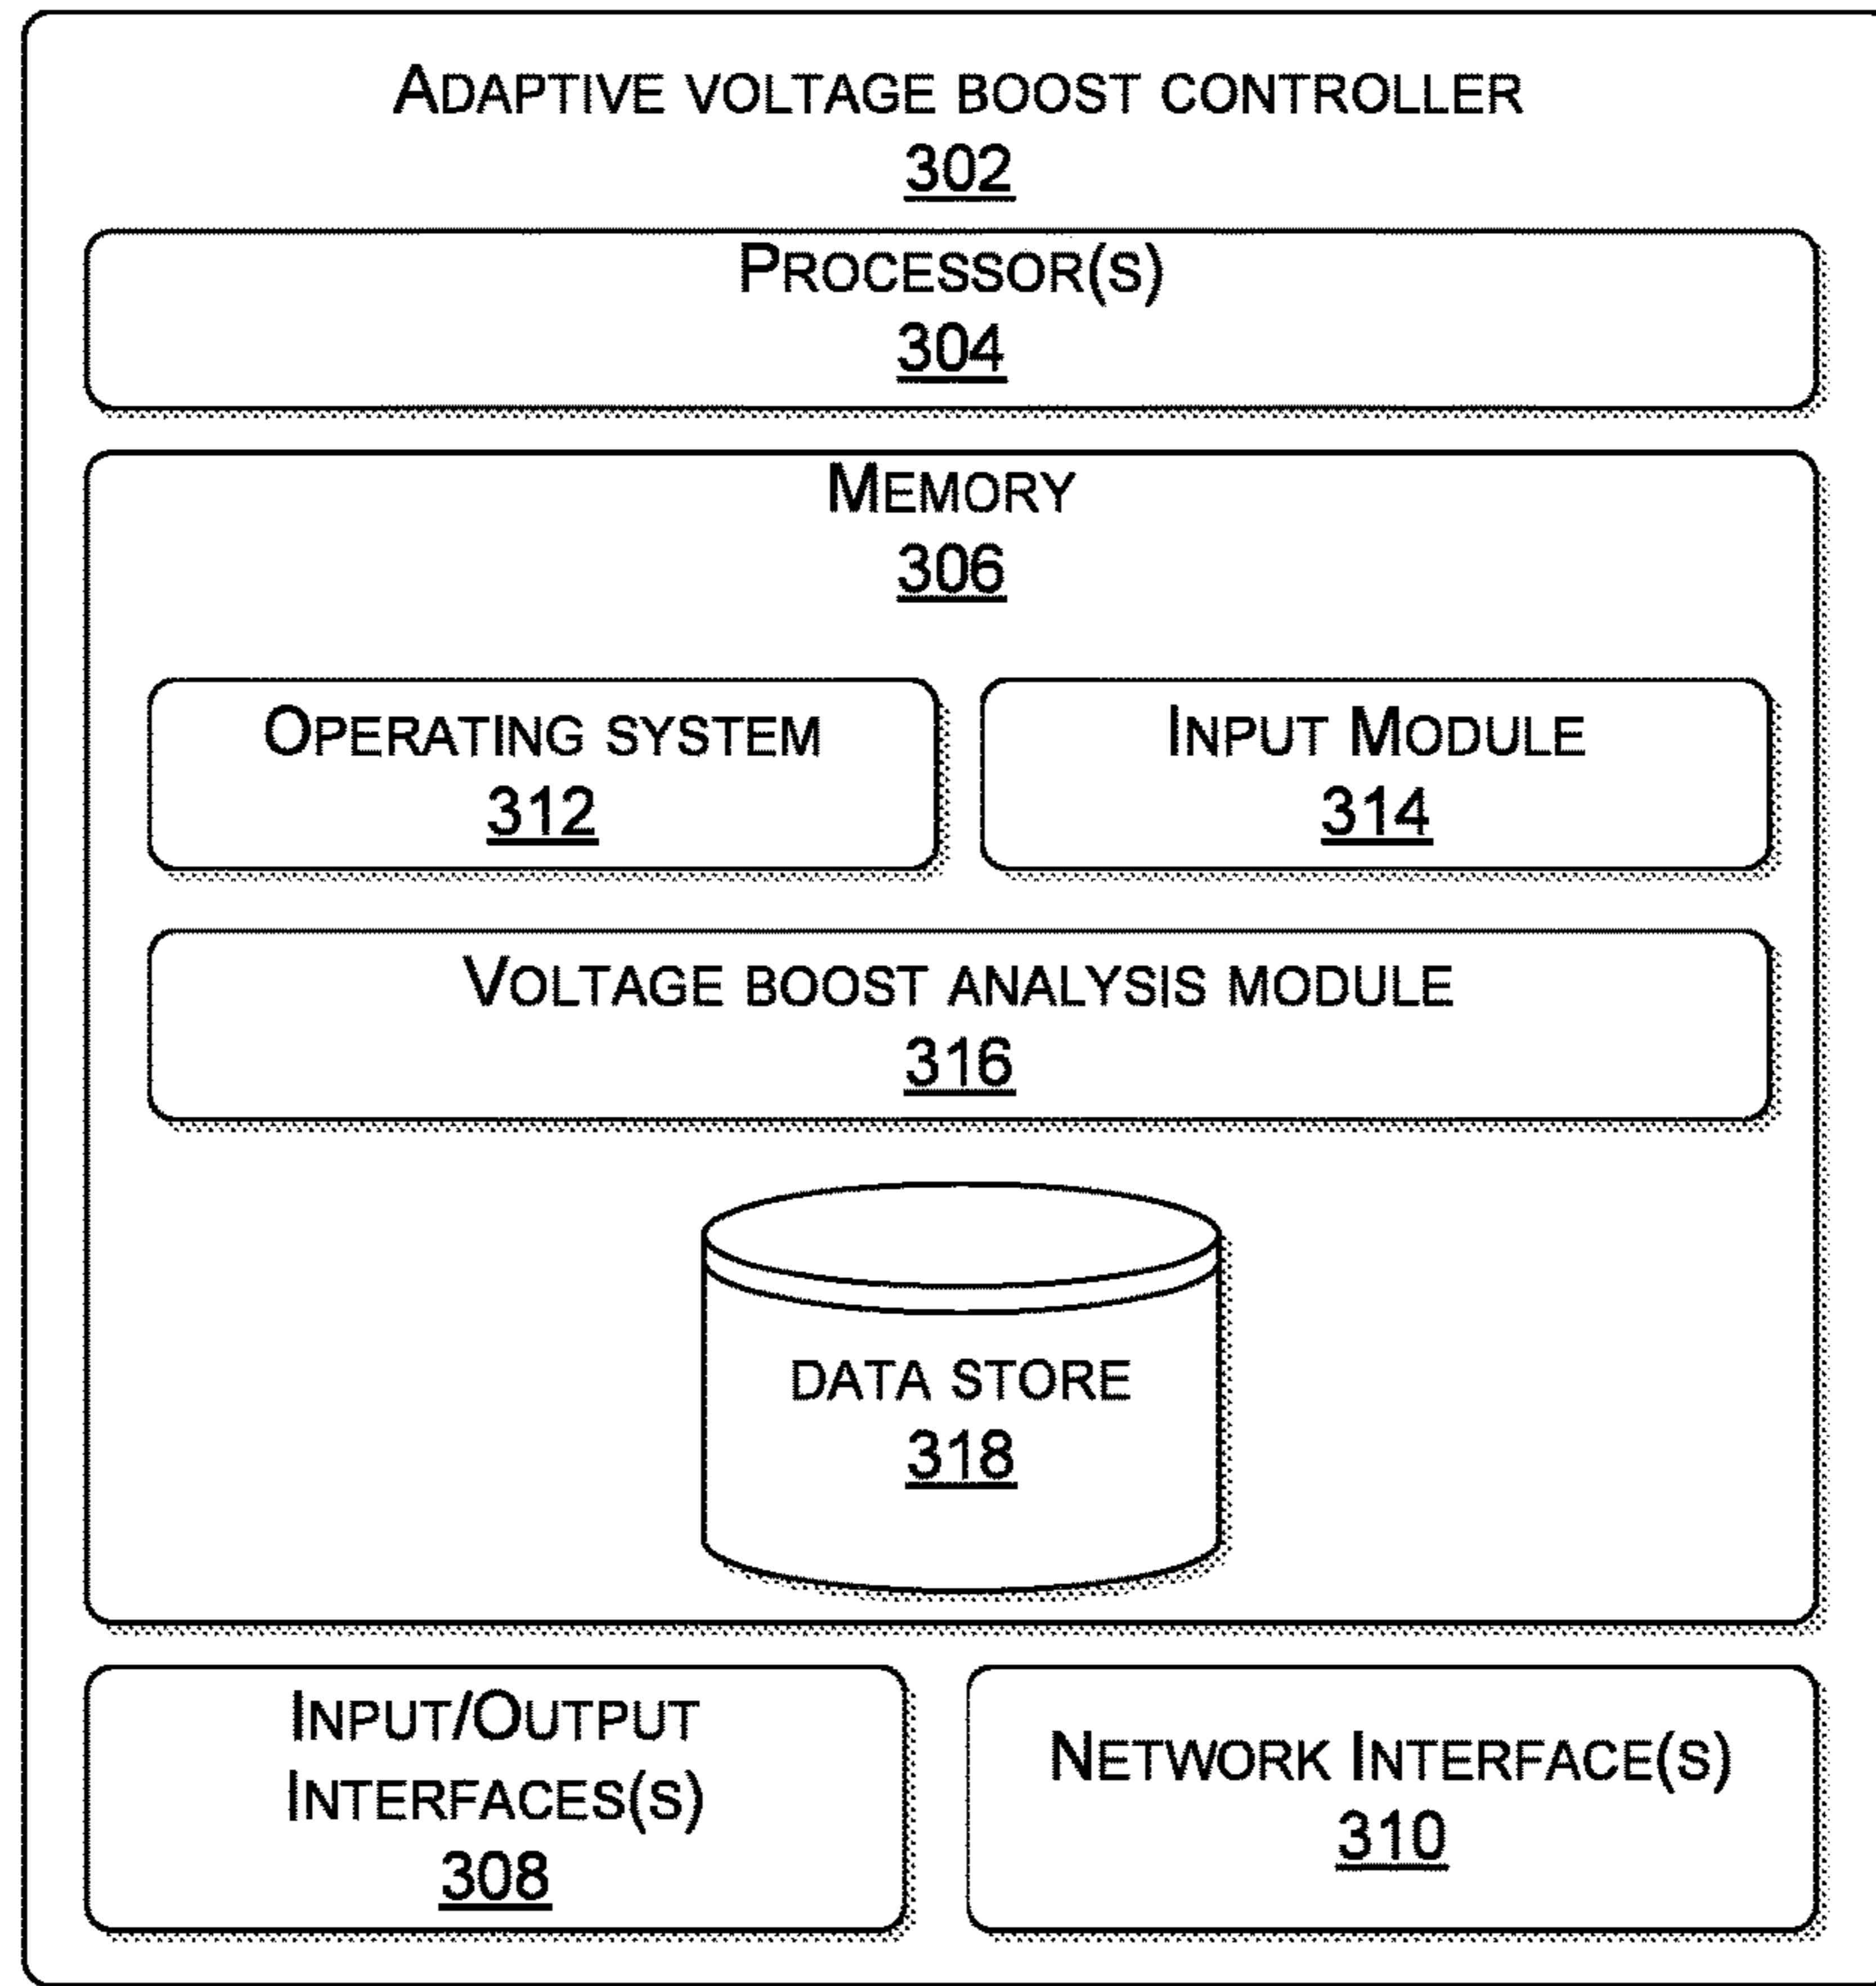 ADAPTIVE VOLTAGE BOOST CONTROLLER
302
PROCESSOR(S)
304
MEMORY
306
OPERATING SYSTEM
312
INPUT MODULE
314
VOLTAGE BOOST ANALYSIS MODULE
316
DATA STORE
318
INPUT/OUTPUT
INTERFACES(S)
308
NETWORK INTERFACE(S)
310